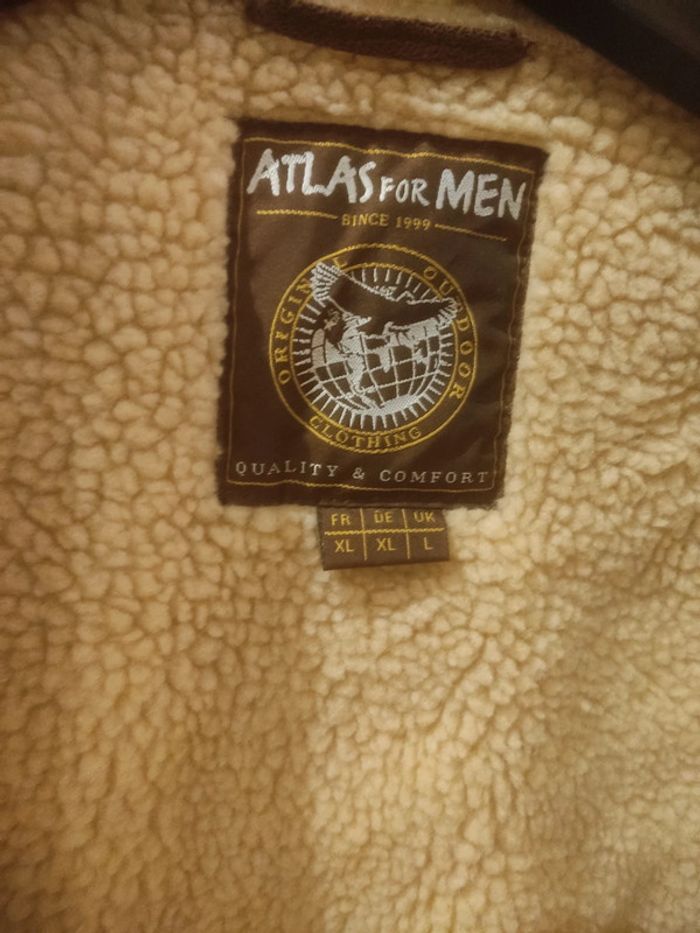 ATLAS FOR MEN
SINCE 1999
ORIGINAL OUTDOOR
CLOTHING
QUALITY & COMFORT
FR DE UK
XL XL L